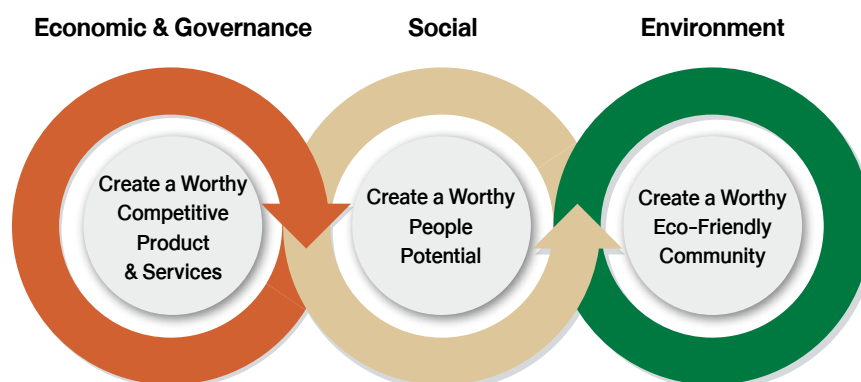 Economic & Governance
Social
Environment
Create a Worthy
Competitive
Product
& Services
Create a Worthy
People
Potential
Create a Worthy
Eco-Friendly
Community